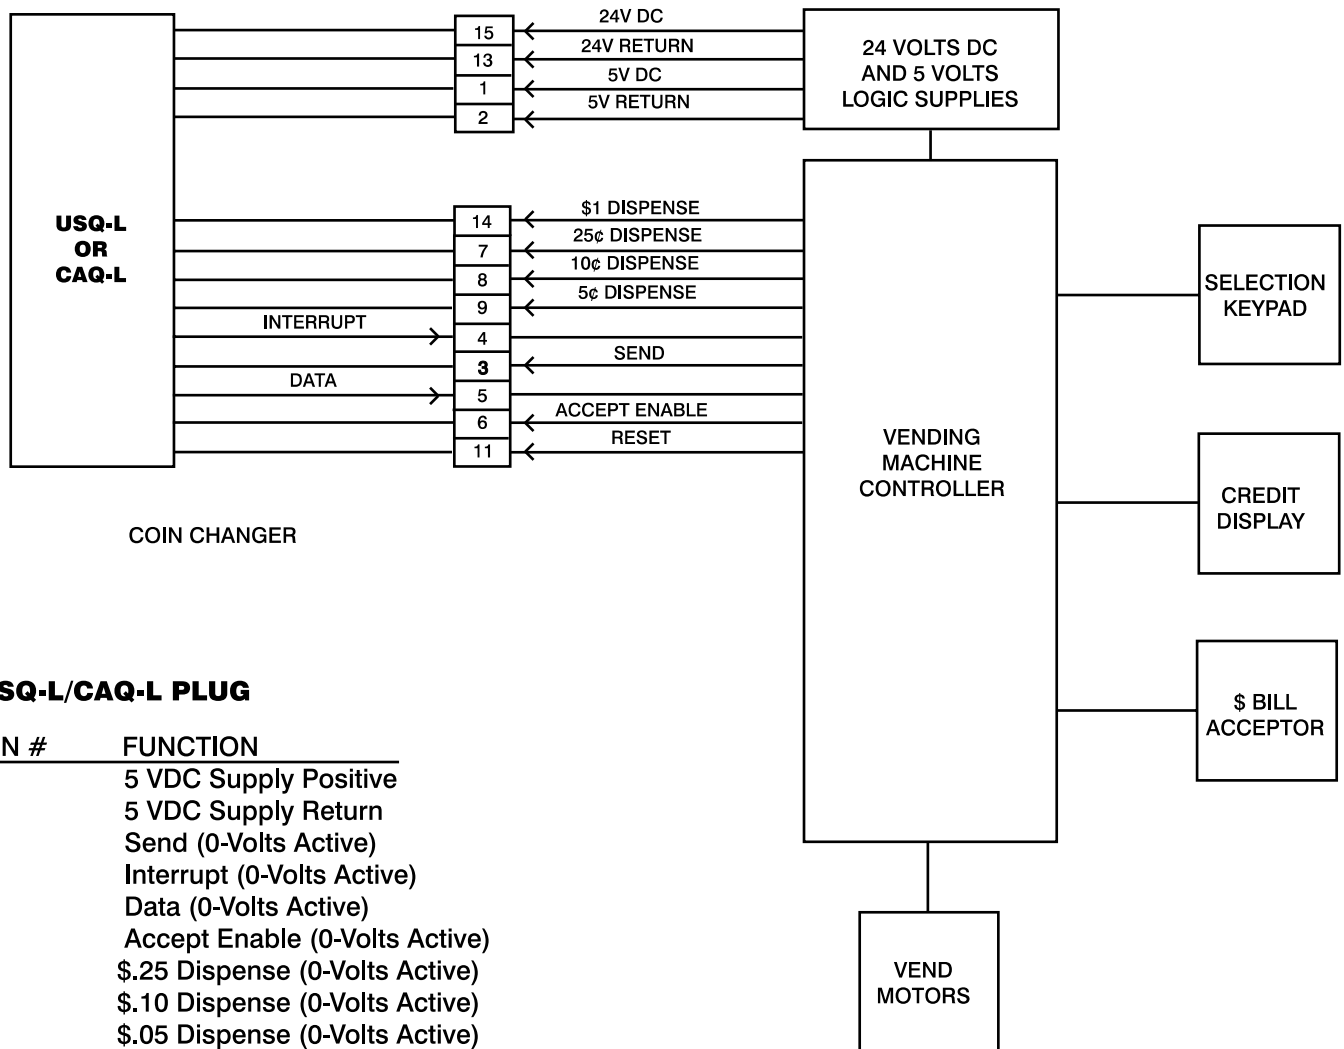 24V DC
15
24V RETURN
13
5V DC
1
5V RETURN
2
24 VOLTS DC
AND 5 VOLTS
LOGIC SUPPLIES
USQ-L
OR
CAQ-L
$1 DISPENSE
14
25¢ DISPENSE
7
10¢ DISPENSE
8
5¢ DISPENSE
9
INTERRUPT
4
SEND
3
DATA
5
ACCEPT ENABLE
6
RESET
11
COIN CHANGER
VENDING
MACHINE
CONTROLLER
SELECTION
KEYPAD
CREDIT
DISPLAY
$ BILL
ACCEPTOR
VEND
MOTORS
SQ-L/CAQ-L PLUG
N # FUNCTION
5 VDC Supply Positive
5 VDC Supply Return
Send (0-Volts Active)
Interrupt (0-Volts Active)
Data (0-Volts Active)
Accept Enable (0-Volts Active)
$.25 Dispense (0-Volts Active)
$.10 Dispense (0-Volts Active)
$.05 Dispense (0-Volts Active)